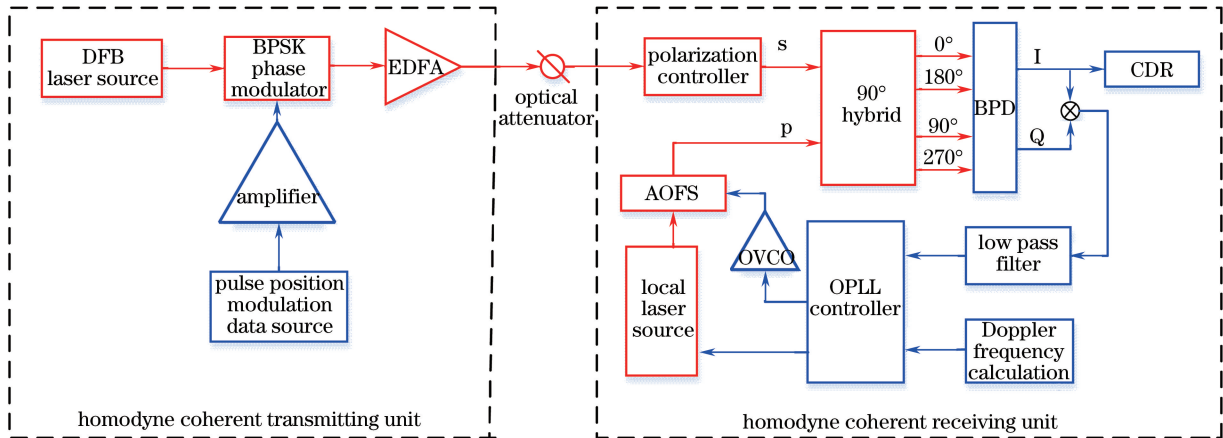 DFB
laser source
BPSK
phase
modulator
EDFA
amplifier
pulse position
modulation
data source
homodyne coherent transmitting unit
optical
attenuator
polarization
controller
s
p
90°
hybrid
0°
180°
90°
270°
BPD
I
Q
CDR
AOFS
OVCO
local
laser
source
OPLL
controller
low pass
filter
Doppler
frequency
calculation
homodyne coherent receiving unit